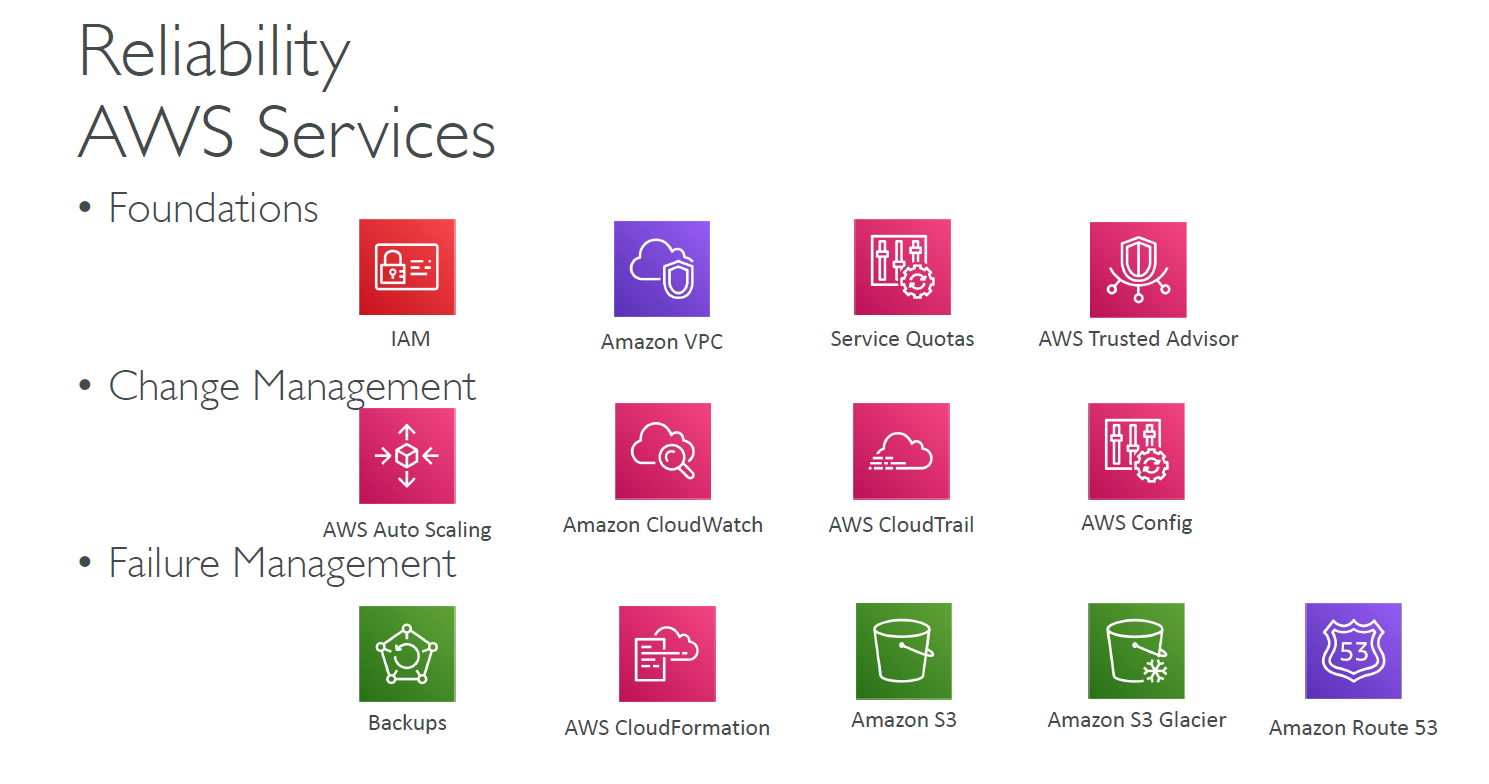 Reliability
AWS Services
• Foundations
IAM
Amazon VPC
Service Quotas
AWS Trusted Advisor
• Change Management
AWS Auto Scaling
Amazon CloudWatch
AWS CloudTrail
AWS Config
• Failure Management
Backups
AWS CloudFormation
Amazon S3
Amazon S3 Glacier
53
Amazon Route 53